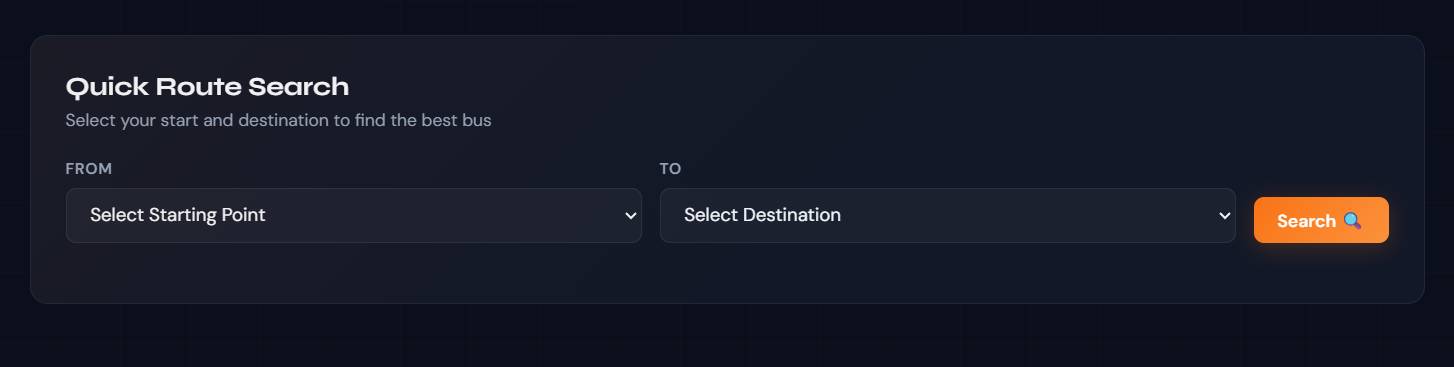 Quick Route Search
Select your start and destination to find the best bus
FROM
TO
Select Starting Point
Select Destination
Search